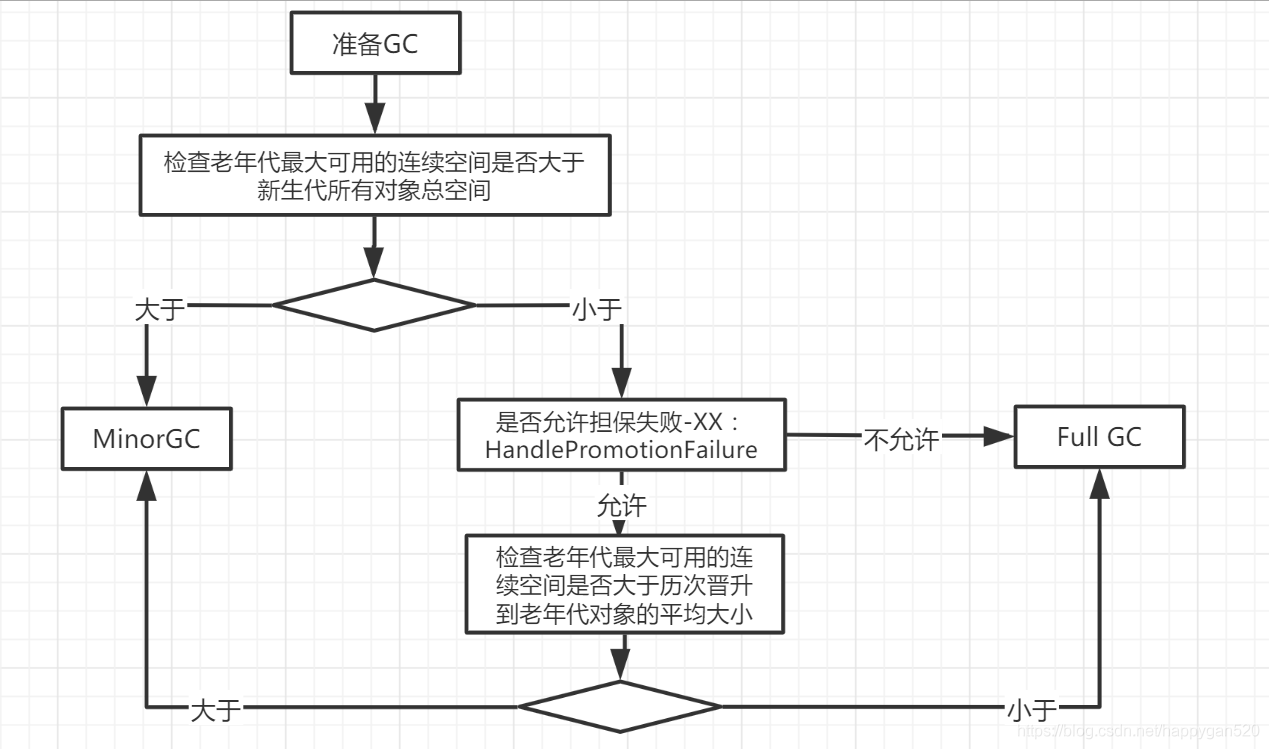 准备GC
检查老年代最大可用的连续空间是否大于
新生代所有对象总空间
大于
小于
MinorGC
是否允许担保失败-XX：
HandlePromotionFailure
不允许
Full GC
允许
检查老年代最大可用的连
续空间是否大于历次晋升
到老年代对象的平均大小
大于
小于
https://blog.csdn.net/happygan520